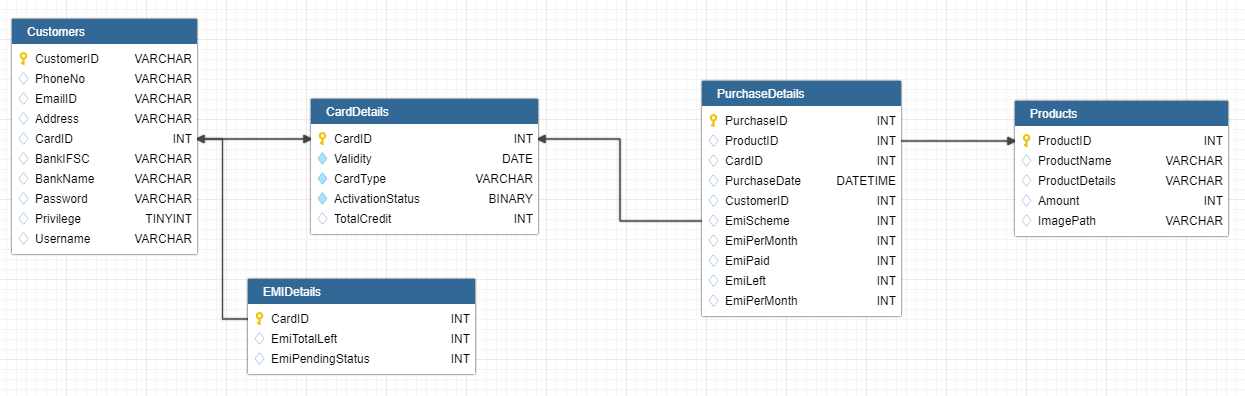 Customers
CustomerID VARCHAR
PhoneNo VARCHAR
EmailID VARCHAR
Address VARCHAR
CardID INT
BankIFSC VARCHAR
BankName VARCHAR
Password VARCHAR
Privilege TINYINT
Username VARCHAR
CardDetails
CardID INT
Validity DATE
CardType VARCHAR
ActivationStatus BINARY
TotalCredit INT
EMIDetails
CardID INT
EmiTotalLeft INT
EmiPendingStatus INT
PurchaseDetails
PurchaseID INT
ProductID INT
CardID INT
PurchaseDate DATETIME
CustomerID INT
EmiScheme INT
EmiPerMonth INT
EmiPaid INT
EmiLeft INT
EmiPerMonth INT
Products
ProductID INT
ProductName VARCHAR
ProductDetails VARCHAR
Amount INT
ImagePath VARCHAR